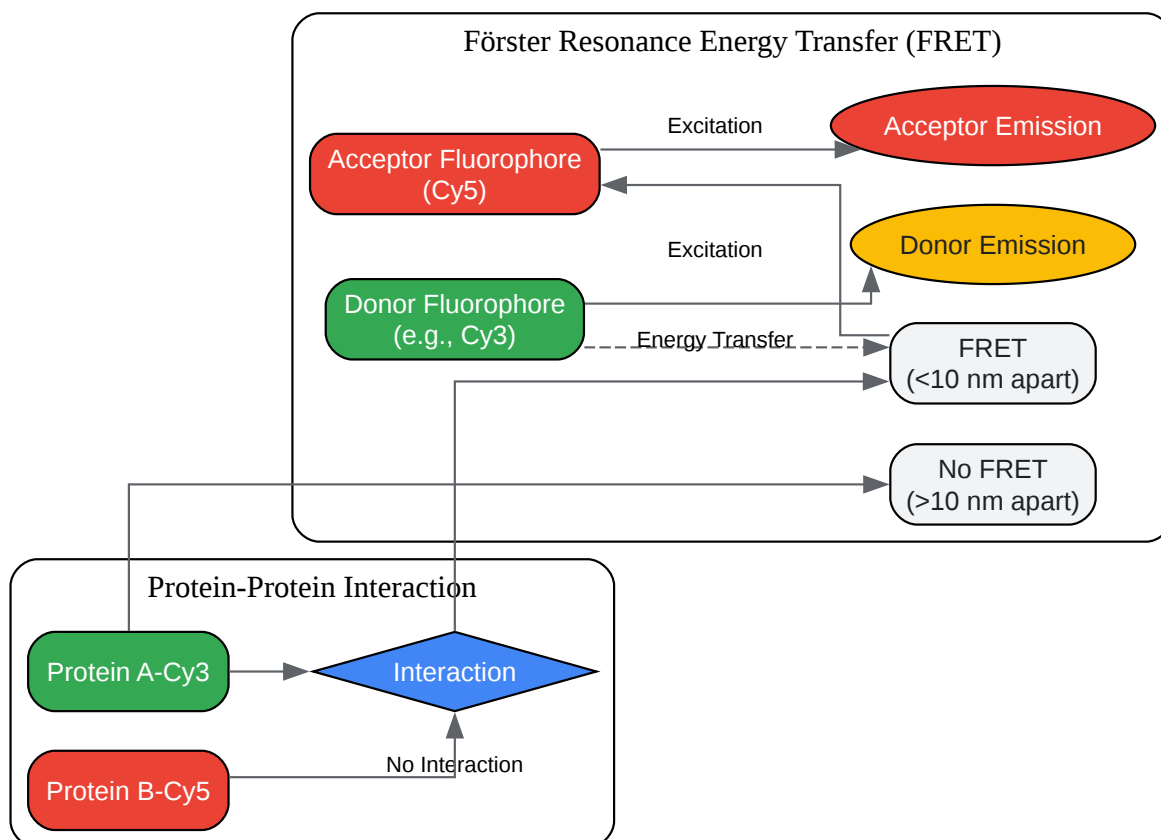 Förster Resonance Energy Transfer (FRET)
Excitation
Acceptor Emission
Acceptor Fluorophore
(Cy5)
Excitation
Donor Emission
Donor Fluorophore
(e.g., Cy3)
Energy Transfer
FRET
(<10 nm apart)
No FRET
(>10 nm apart)
Protein-Protein Interaction
Protein A-Cy3
Interaction
No Interaction
Protein B-Cy5